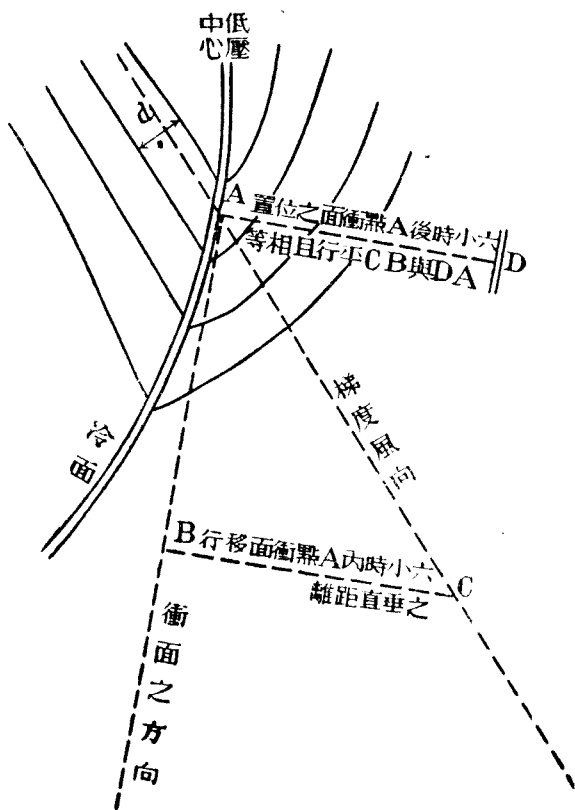 低壓
中心
d
A
六小時後A點衝面之位置
AD與BC平行且相等
D
梯度風向
冷面
B
六小時內A點衝面移行
之垂直距離
C
衝面之方向